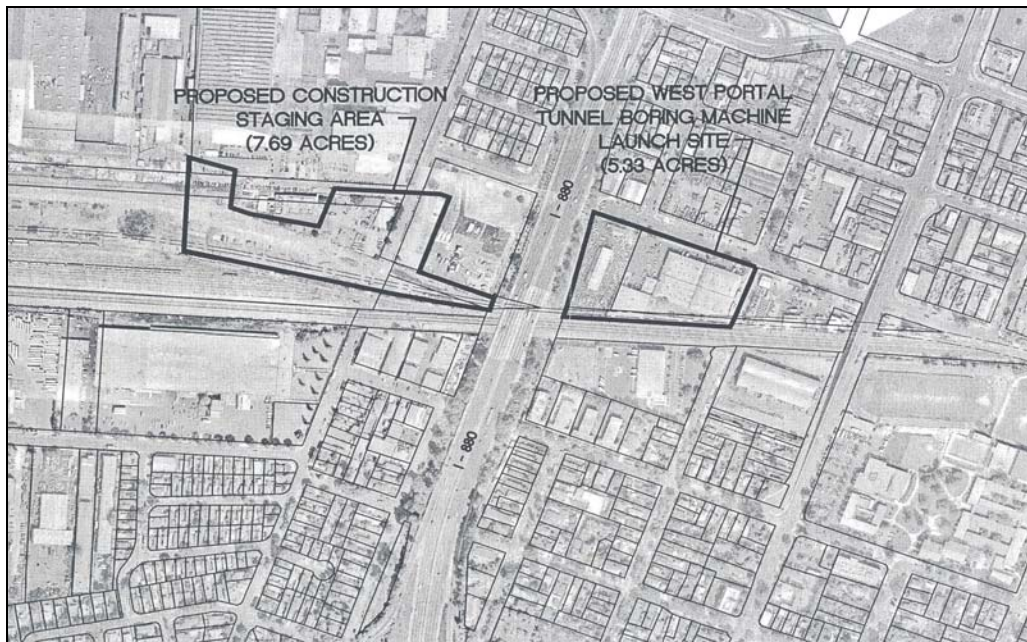 PROPOSED CONSTRUCTION
STAGING AREA
(7.69 ACRES)
PROPOSED WEST PORTAL
TUNNEL BORING MACHINE
LAUNCH SITE
(5.33 ACRES)
I - 880
I - 880